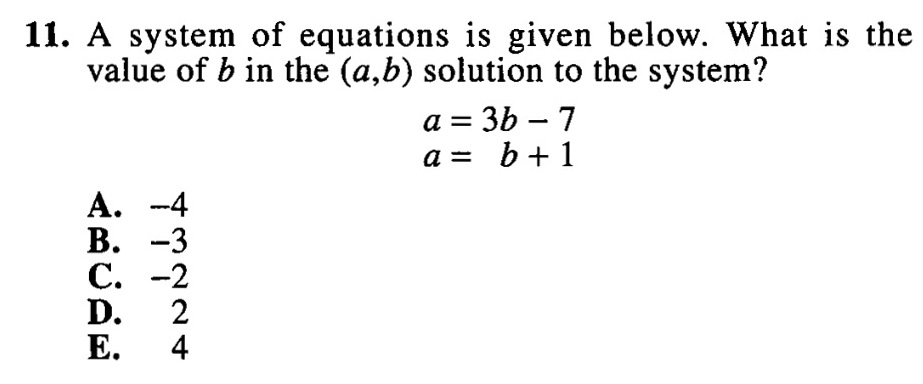 11. A system of equations is given below. What is the
value of b in the (a,b) solution to the system?
a = 3b − 7
a = b + 1
A. −4
B. −3
C. −2
D. 2
E. 4